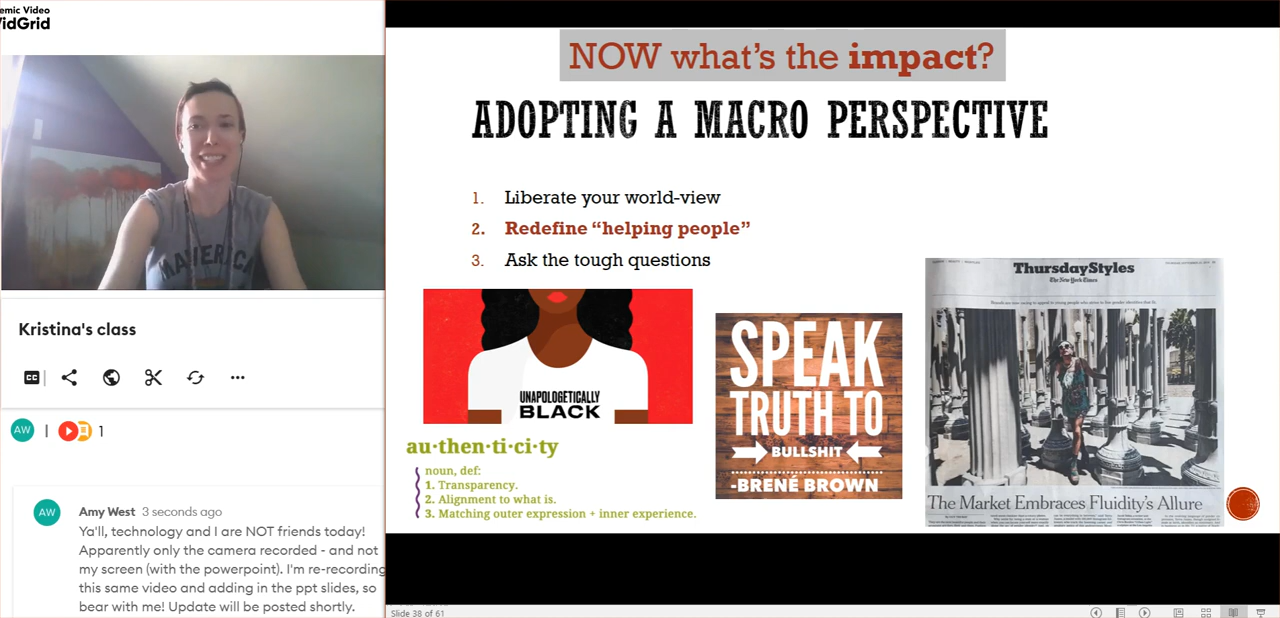 emic Video
VidGrid
MAVERICK
Kristina's class
CC
AW
1
AW
Amy West 3 seconds ago
Ya'll, technology and I are NOT friends today!
Apparently only the camera recorded - and not
my screen (with the powerpoint). I'm re-recording
this same video and adding in the ppt slides, so
bear with me! Update will be posted shortly.
NOW what's the impact?
ADOPTING A MACRO PERSPECTIVE
1. Liberate your world-view
2. Redefine “helping people”
3. Ask the tough questions
UNAPOLOGETICALLY
BLACK
au·then·ti·ci·ty
noun, def:
1. Transparency.
2. Alignment to what is.
3. Matching outer expression + inner experience.
SPEAK
TRUTH TO
BULLSHIT
-BRENÉ BROWN
ThursdayStyles
The New York Times
The Market Embraces Fluidity's Allure
Slide 38 of 61